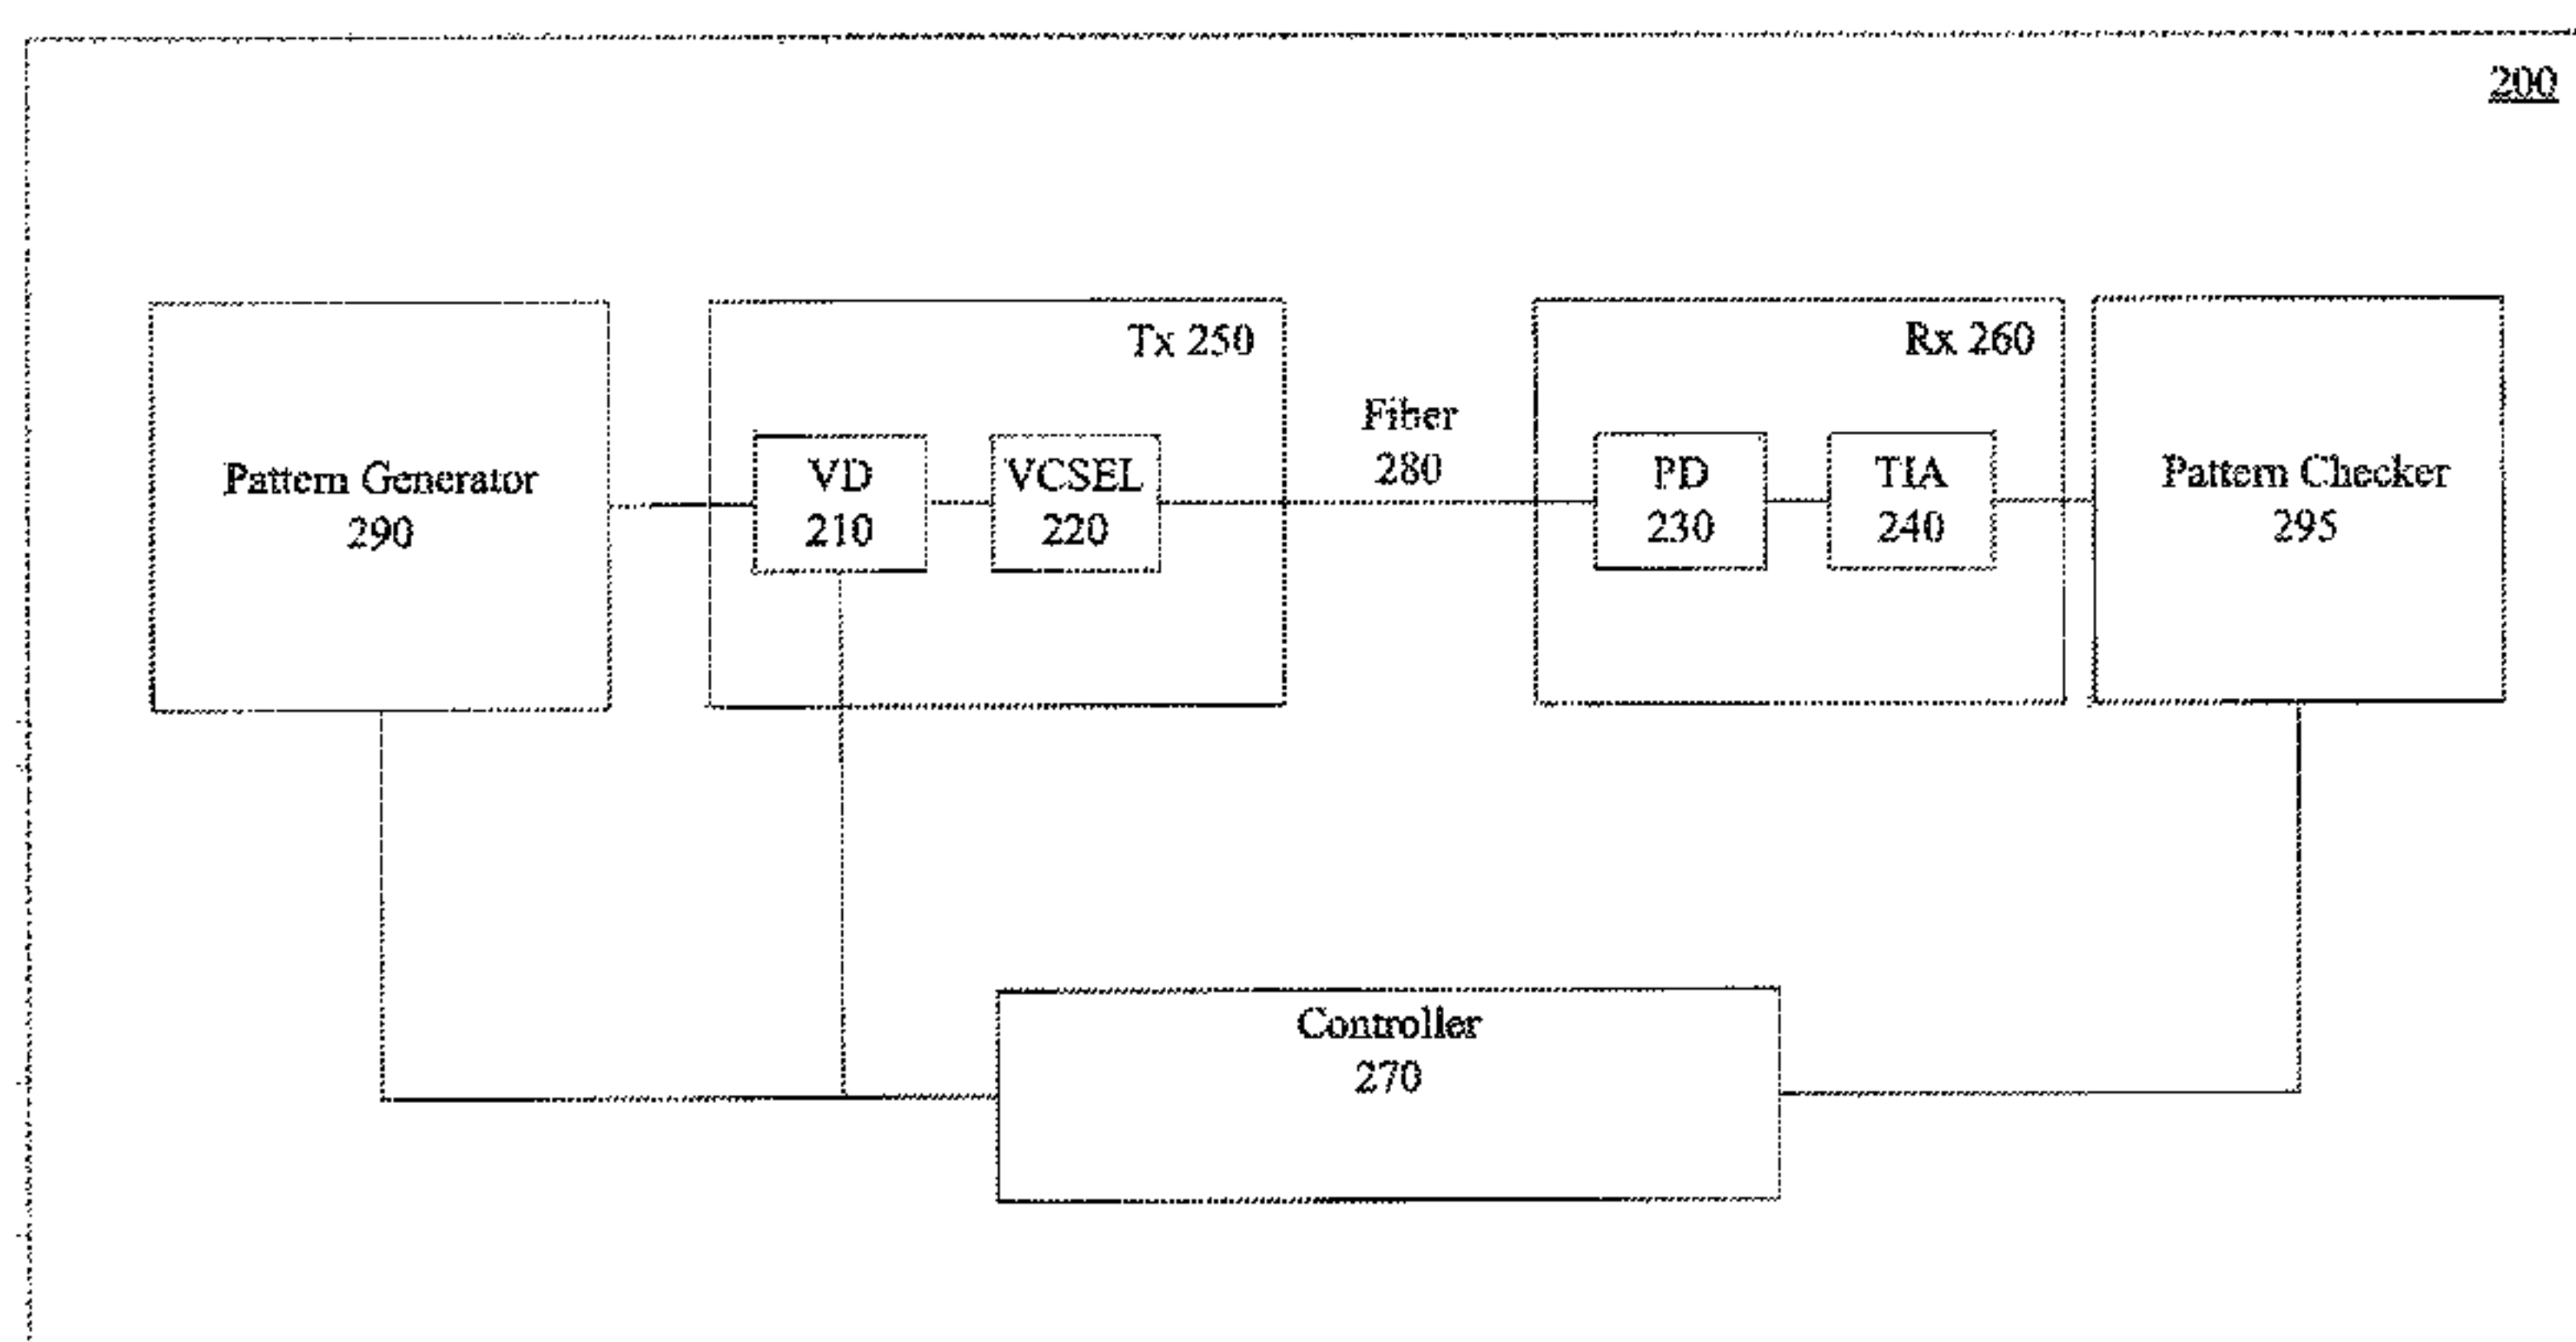 200
Tx 250
Rx 260
Fiber
280
Pattern Generator
290
VD
210
VCSEL
220
PD
230
TIA
240
Pattern Checker
295
Controller
270